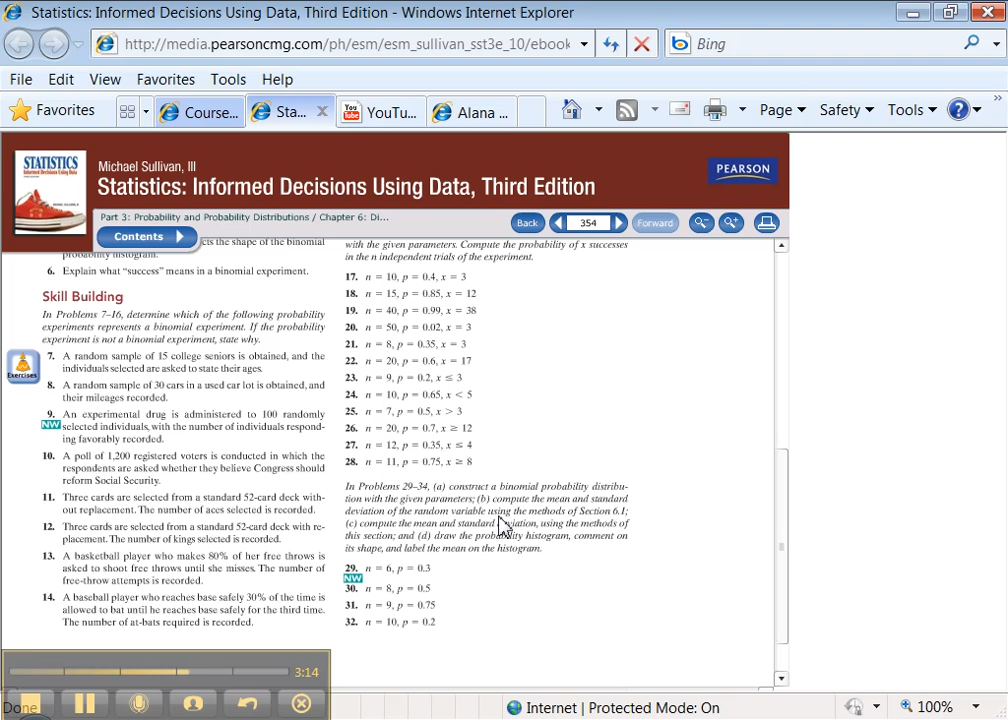 Statistics: Informed Decisions Using Data, Third Edition - Windows Internet Explorer
http://media.pearsoncmg.com/ph/esm/esm_sullivan_sst3e_10/ebook
Bing
File Edit View Favorites Tools Help
Favorites
Course...
Sta...
You Tube
YouTu...
Alana ...
Page
Safety
Tools
STATISTICS
Michael Sullivan, III
Statistics: Informed Decisions Using Data, Third Edition
PEARSON
Part 3: Probability and Probability Distributions / Chapter 6: Di...
Contents
Back
354
Forward
cts the shape of the binomial
probability histogram.
6. Explain what “success” means in a binomial experiment.
Skill Building
In Problems 7–16, determine which of the following probability
experiments represents a binomial experiment. If the probability
experiment is not a binomial experiment, state why.
Exercises
7. A random sample of 15 college seniors is obtained, and the
individuals selected are asked to state their ages.
8. A random sample of 30 cars in a used car lot is obtained, and
their mileages recorded.
9. An experimental drug is administered to 100 randomly
NW selected individuals, with the number of individuals respond-
ing favorably recorded.
10. A poll of 1,200 registered voters is conducted in which the
respondents are asked whether they believe Congress should
reform Social Security.
11. Three cards are selected from a standard 52-card deck with-
out replacement. The number of aces selected is recorded.
12. Three cards are selected from a standard 52-card deck with re-
placement. The number of kings selected is recorded.
13. A basketball player who makes 80% of her free throws is
asked to shoot free throws until she misses. The number of
free-throw attempts is recorded.
14. A baseball player who reaches base safely 30% of the time is
allowed to bat until he reaches base safely for the third time.
The number of at-bats required is recorded.
with the given parameters. Compute the probability of x successes
in the n independent trials of the experiment.
17. n = 10, p = 0.4, x = 3
18. n = 15, p = 0.85, x = 12
19. n = 40, p = 0.99, x = 38
20. n = 50, p = 0.02, x = 3
21. n = 8, p = 0.35, x = 3
22. n = 20, p = 0.6, x = 17
23. n = 9, p = 0.2, x ≤ 3
24. n = 10, p = 0.65, x < 5
25. n = 7, p = 0.5, x > 3
26. n = 20, p = 0.7, x ≥ 12
27. n = 12, p = 0.35, x ≤ 4
28. n = 11, p = 0.75, x ≥ 8
In Problems 29–34, (a) construct a binomial probability distribu-
tion with the given parameters; (b) compute the mean and standard
deviation of the random variable using the methods of Section 6.1;
(c) compute the mean and standard deviation, using the methods of
this section; and (d) draw the probability histogram, comment on
its shape, and label the mean on the histogram.
29. n = 6, p = 0.3
NW
30. n = 8, p = 0.5
31. n = 9, p = 0.75
32. n = 10, p = 0.2
3:14
Done
Internet | Protected Mode: On
100%